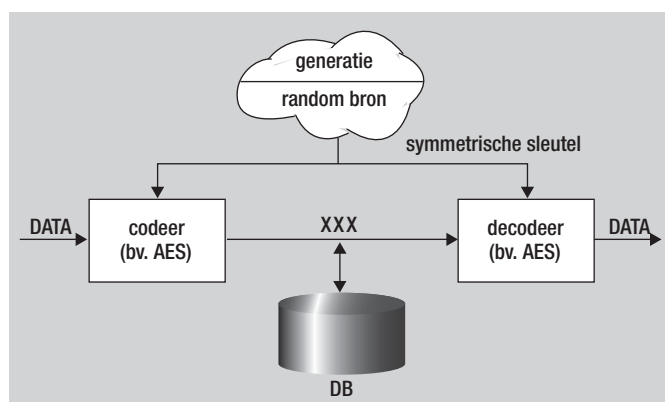 generatie
random bron
symmetrische sleutel
DATA
codeer
(bv. AES)
XXX
decodeer
(bv. AES)
DATA
DB